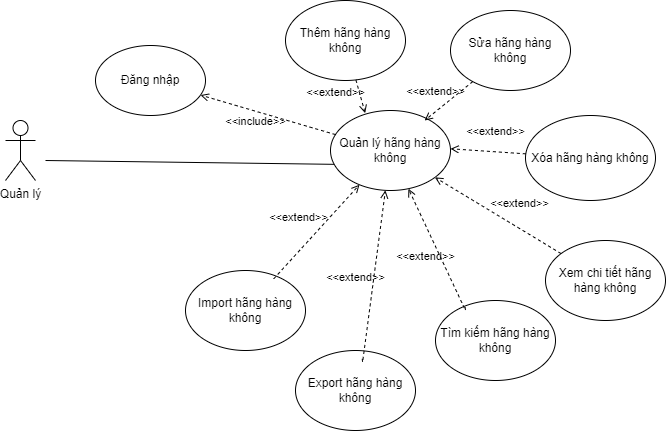 Thêm hãng hàng
không
Sửa hãng hàng
không
Đăng nhập
<<extend>>
<<extend>>
<<include>>
Quản lý hãng hàng
không
<<extend>>
Xóa hãng hàng không
Quản lý
<<extend>>
<<extend>>
<<extend>>
<<extend>>
Xem chi tiết hãng
hàng không
Import hãng hàng
không
Tìm kiếm hãng hàng
không
Export hãng hàng
không